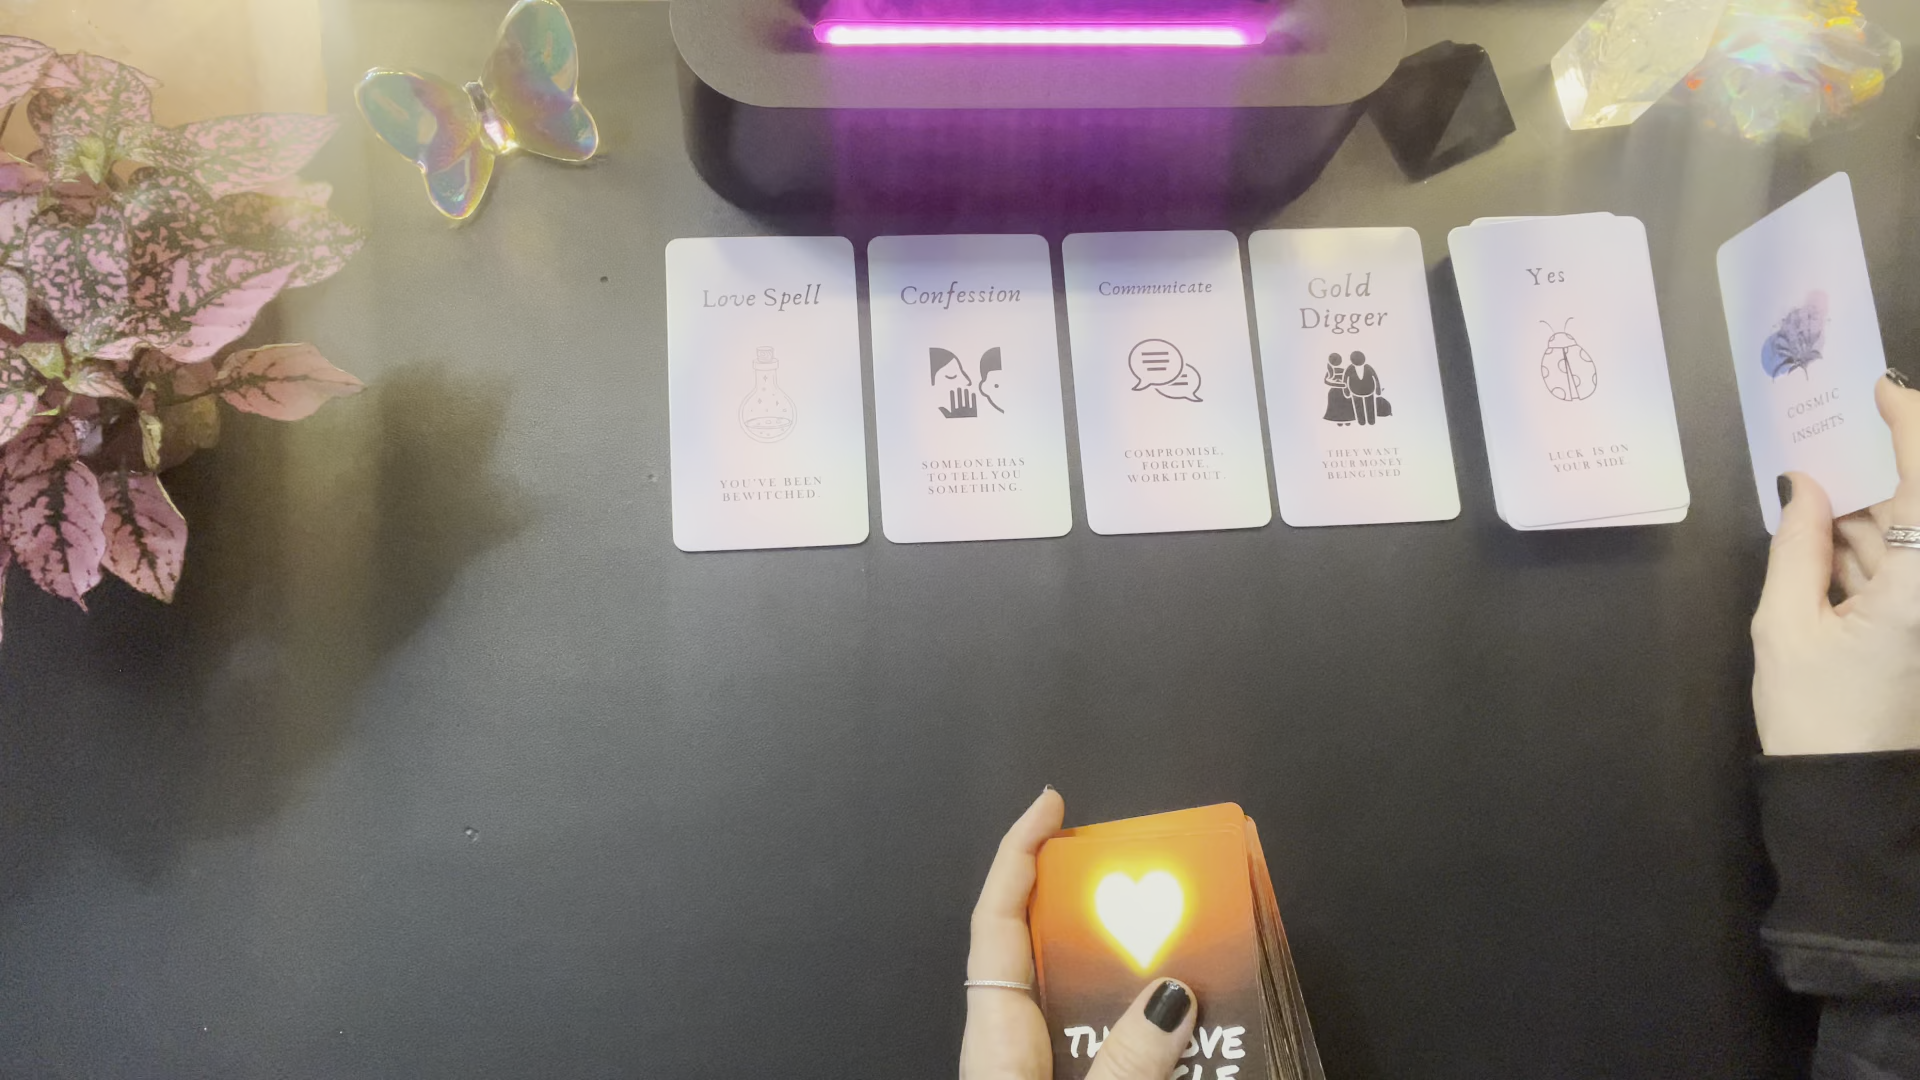 Love Spell
YOU'VE BEEN
BEWITCHED.
Confession
SOMEONE HAS
TO TELL YOU
SOMETHING.
Communicate
COMPROMISE.
FORGIVE.
WORK IT OUT.
Gold
Digger
THEY WANT
YOUR MONEY
BEING USED
Yes
LUCK IS ON
YOUR SIDE
COSMIC
INSGHTS